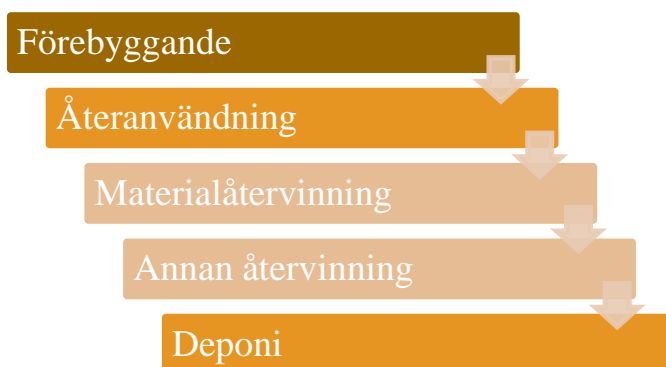 Förebyggande
Återanvändning
Materialåtervinning
Annan återvinning
Deponi